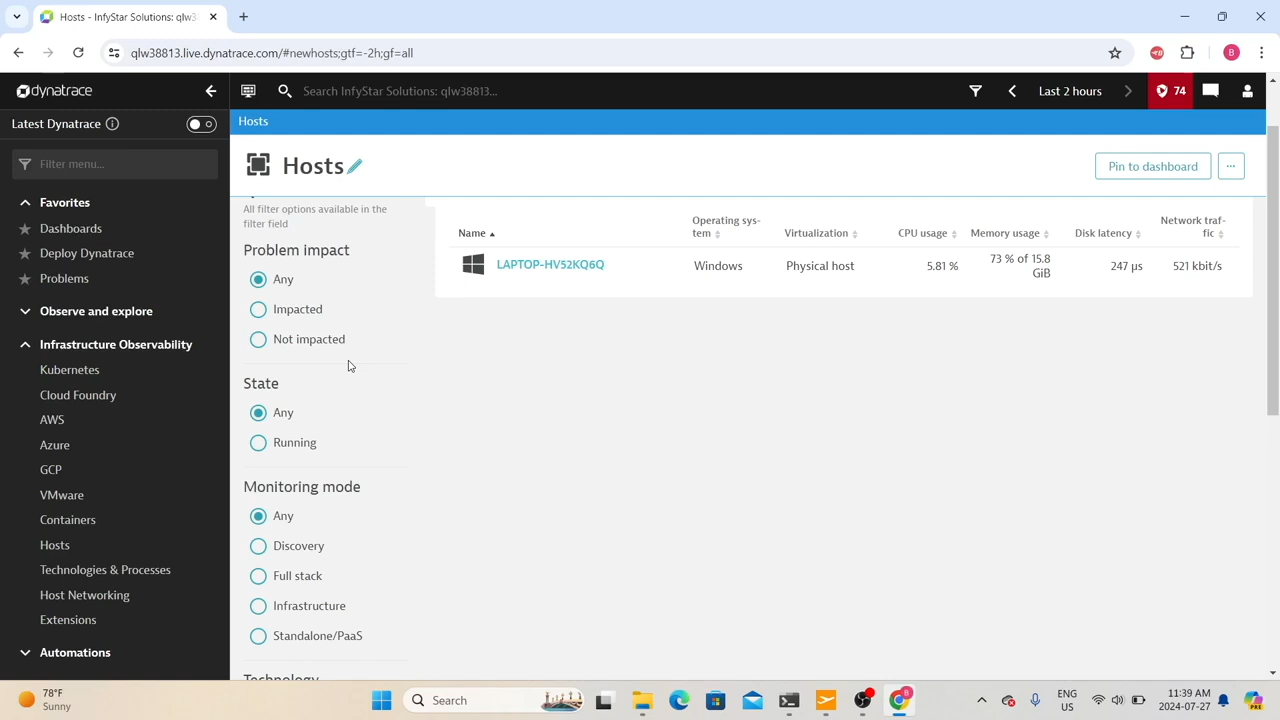 Hosts - InfyStar Solutions: qlw3
qlw38813.live.dynatrace.com/#newhosts;gtf=-2h;gf=all
B
dynatrace
Search InfyStar Solutions: qlw38813...
Last 2 hours
74
Latest Dynatrace
Hosts
Filter menu...
Hosts
Pin to dashboard
...
Favorites
Dashboards
Deploy Dynatrace
Problems
Observe and explore
Infrastructure Observability
Kubernetes
Cloud Foundry
AWS
Azure
GCP
VMware
Containers
Hosts
Technologies & Processes
Host Networking
Extensions
Automations
All filter options available in the
filter field
Problem impact
Any
Impacted
Not impacted
State
Any
Running
Monitoring mode
Any
Discovery
Full stack
Infrastructure
Standalone/PaaS
Technology
Name
Operating sys-
tem
Virtualization
CPU usage
Memory usage
Disk latency
Network traf-
fic
LAPTOP-HV52KQ6Q
Windows
Physical host
5.81 %
73 % of 15.8
GiB
247 µs
521 kbit/s
78°F
Sunny
Search
ENG
US
11:39 AM
2024-07-27